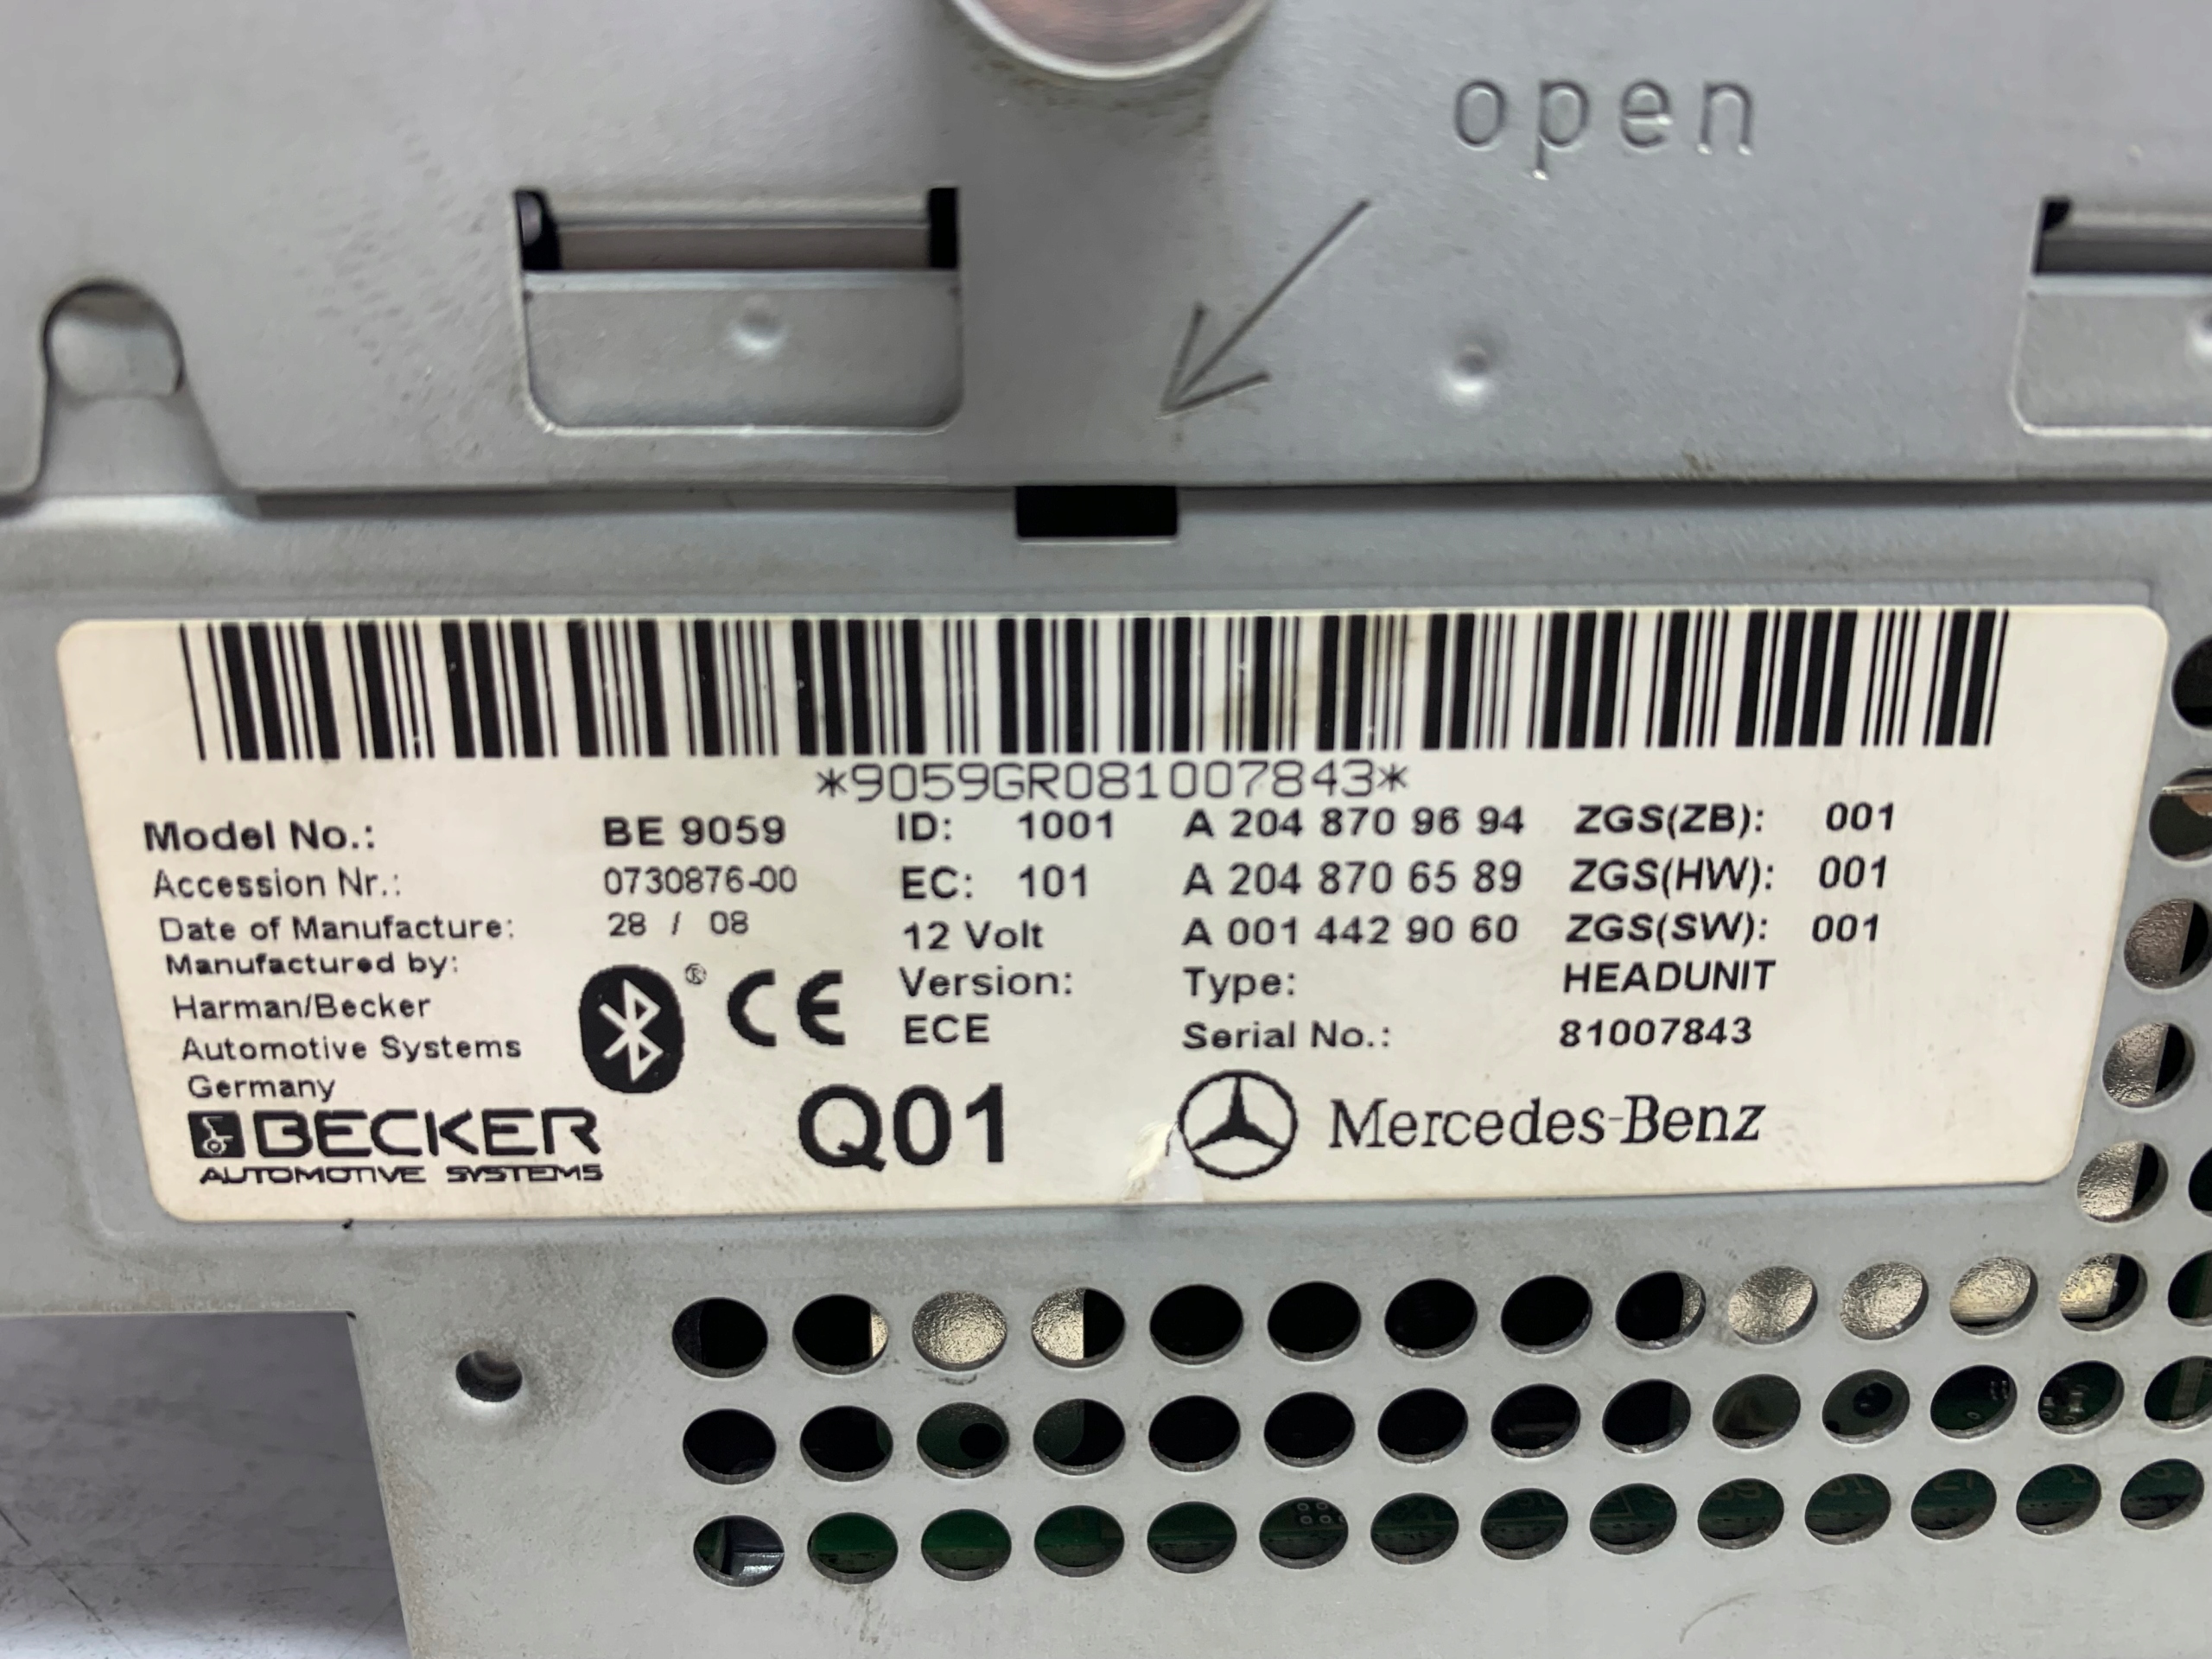 open
*9059GR081007843*
Model No.: BE 9059 ID: 1001 A 204 870 96 94 ZGS(ZB): 001
Accession Nr.: 0730876-00 EC: 101 A 204 870 65 89 ZGS(HW): 001
Date of Manufacture: 28 / 08 12 Volt A 001 442 90 60 ZGS(SW): 001
Manufactured by: Version: Type: HEADUNIT
Harman/Becker ECE Serial No.: 81007843
Automotive Systems
Germany
® CE
BECKER Q01 Mercedes-Benz
AUTOMOTIVE SYSTEMS